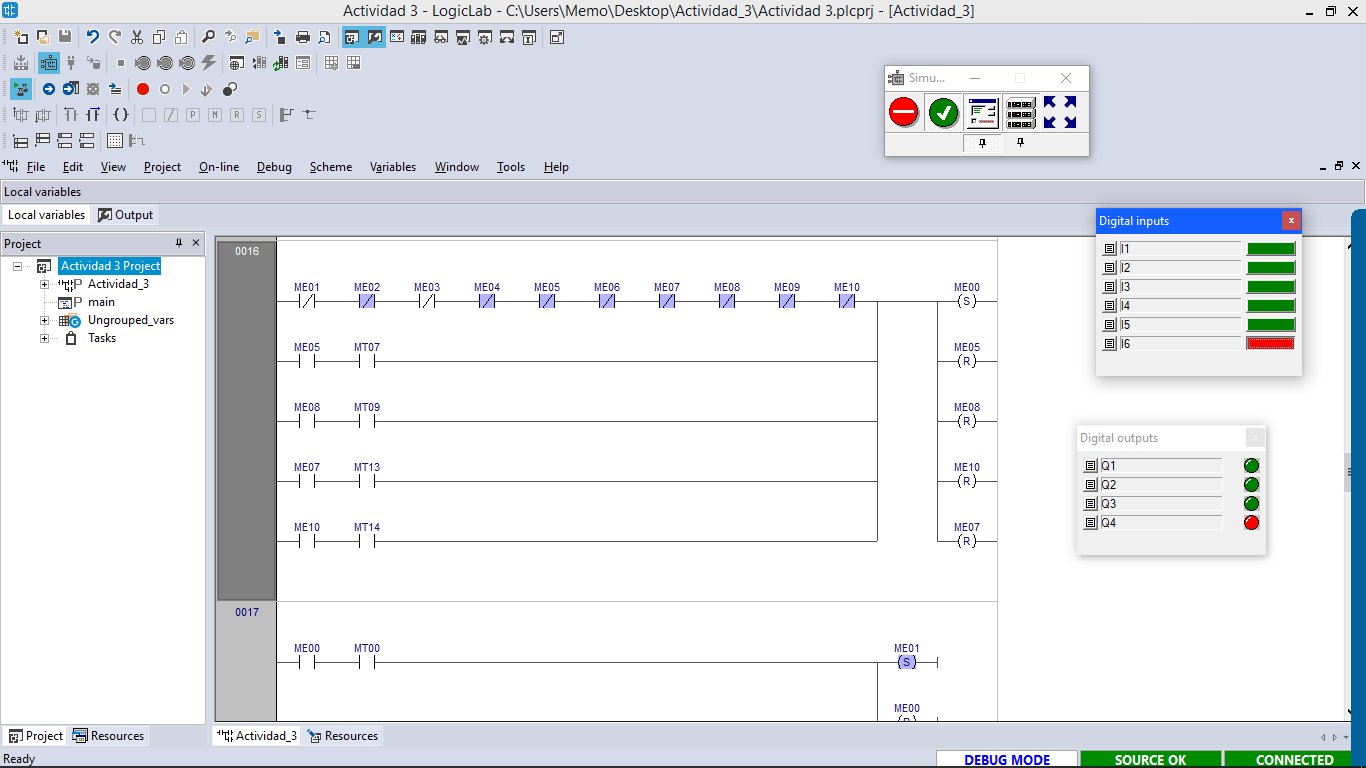 Actividad 3 - LogicLab - C:\Users\Memo\Desktop\Actividad_3\Actividad 3.plcprj - [Actividad_3]
Simu...
File Edit View Project On-line Debug Scheme Variables Window Tools Help
Local variables
Local variables Output
Project
Actividad 3 Project
Actividad_3
main
Ungrouped_vars
Tasks
Project Resources
0016
ME01 ME02 ME03 ME04 ME05 ME06 ME07 ME08 ME09 ME10 ME00
S
ME05 MT07 ME05
R
ME08 MT09 ME08
R
ME07 MT13 ME10
R
ME10 MT14 ME07
R
0017
ME00 MT00 ME01
S
ME00
Digital inputs
I1
I2
I3
I4
I5
I6
Digital outputs
Q1
Q2
Q3
Q4
Actividad_3 Resources
Ready
DEBUG MODE SOURCE OK CONNECTED